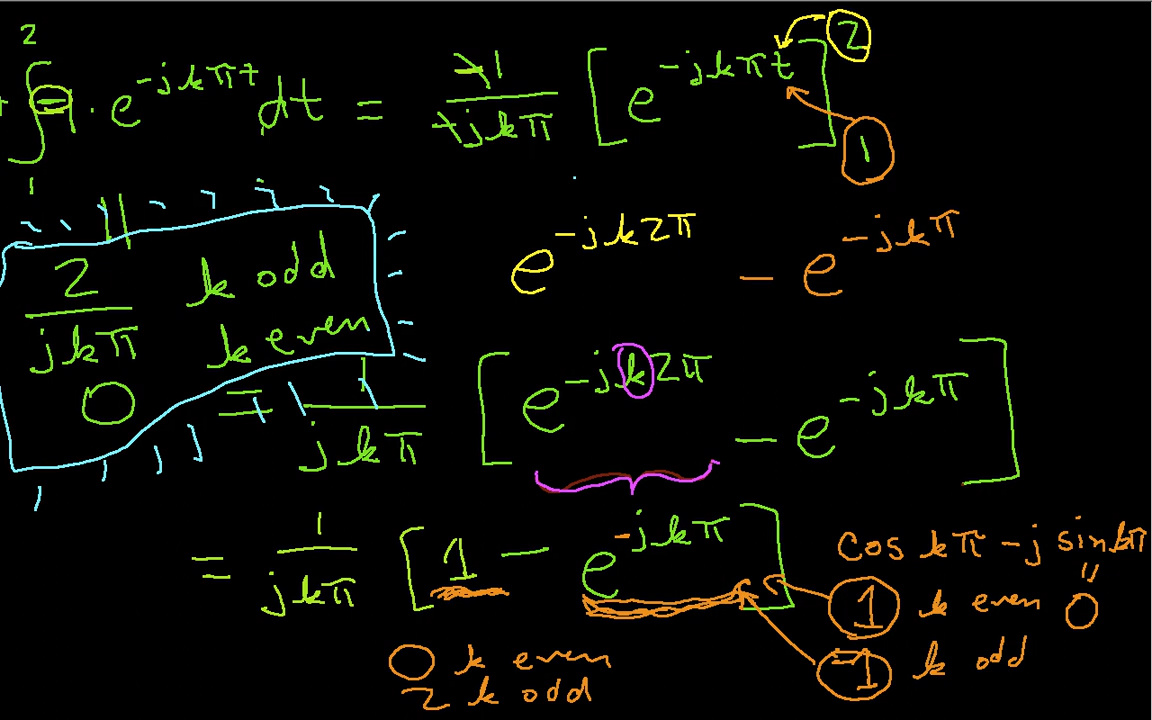 + ∫₁² -1 · e^{-jkπt} dt = -1/-jkπ [e^{-jkπt}] 2 1
e^{-jk2π} - e^{-jkπ}
|| 2/jkπ k odd
0 k even
= 1/jkπ [e^{-jk2π} - e^{-jkπ}]
= 1/jkπ [1 - e^{-jkπ}] cos kπ - j sin kπ
1 k even = 0
-1 k odd
0 k even
2 k odd